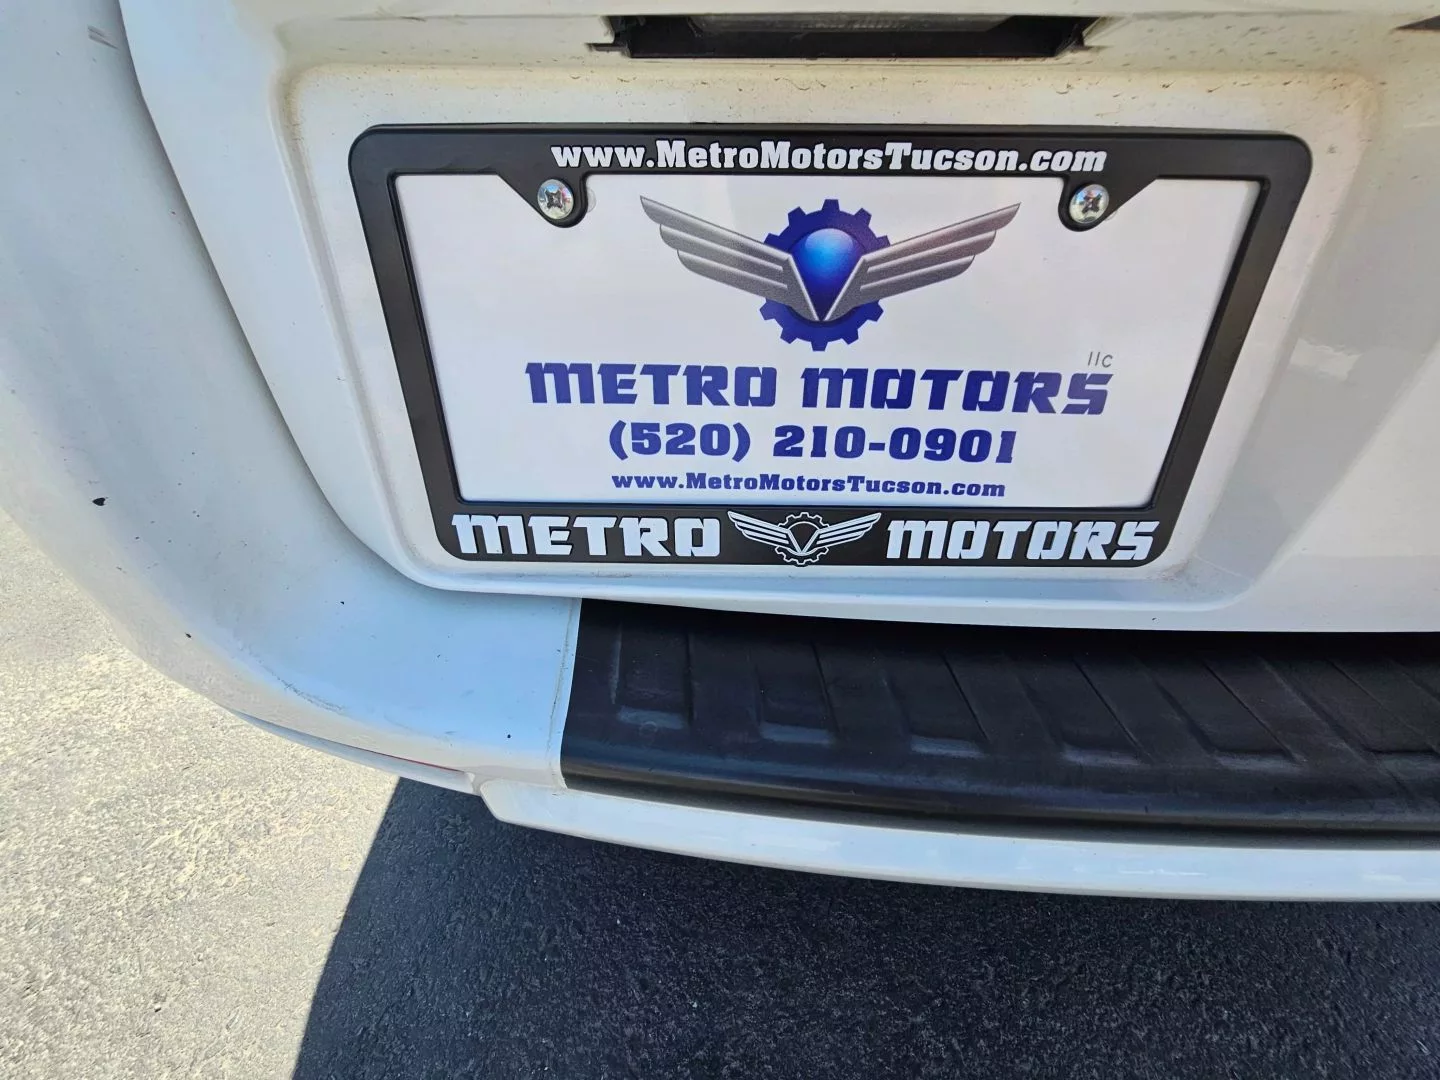 www.MetroMotorsTucson.com
METRO MOTORS llc
(520) 210-0901
www.MetroMotorsTucson.com
METRO MOTORS